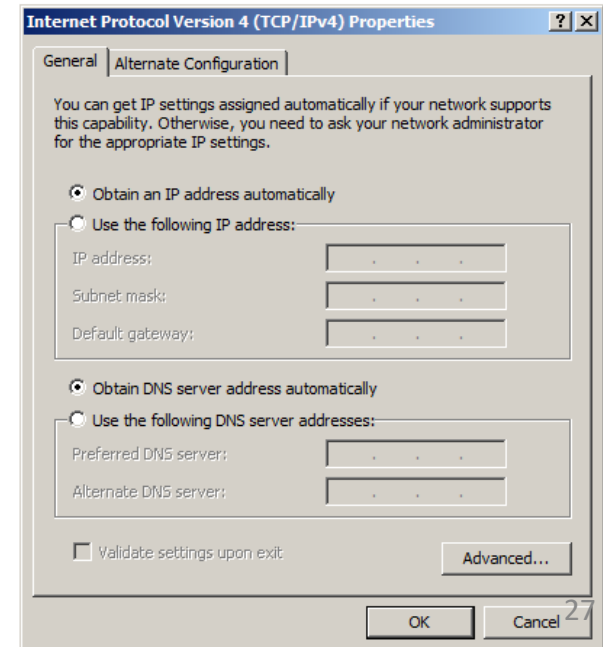 Internet Protocol Version 4 (TCP/IPv4) Properties
General Alternate Configuration
You can get IP settings assigned automatically if your network supports
this capability. Otherwise, you need to ask your network administrator
for the appropriate IP settings.
Obtain an IP address automatically
Use the following IP address:
IP address: . . .
Subnet mask: . . .
Default gateway: . . .
Obtain DNS server address automatically
Use the following DNS server addresses:
Preferred DNS server: . . .
Alternate DNS server: . . .
Validate settings upon exit
Advanced...
OK Cancel
27